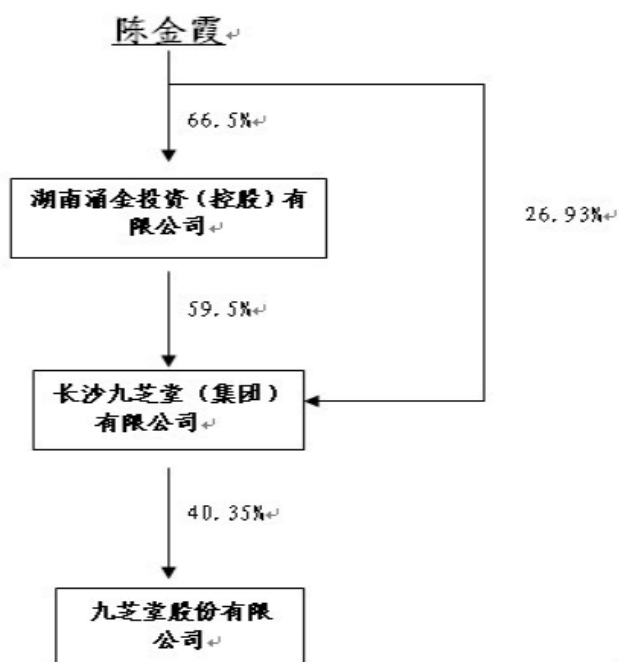 陈金霞
66.5%
湖南涌金投资（控股）有
限公司
26.93%
59.5%
长沙九芝堂（集团）
有限公司
40.35%
九芝堂股份有限
公司